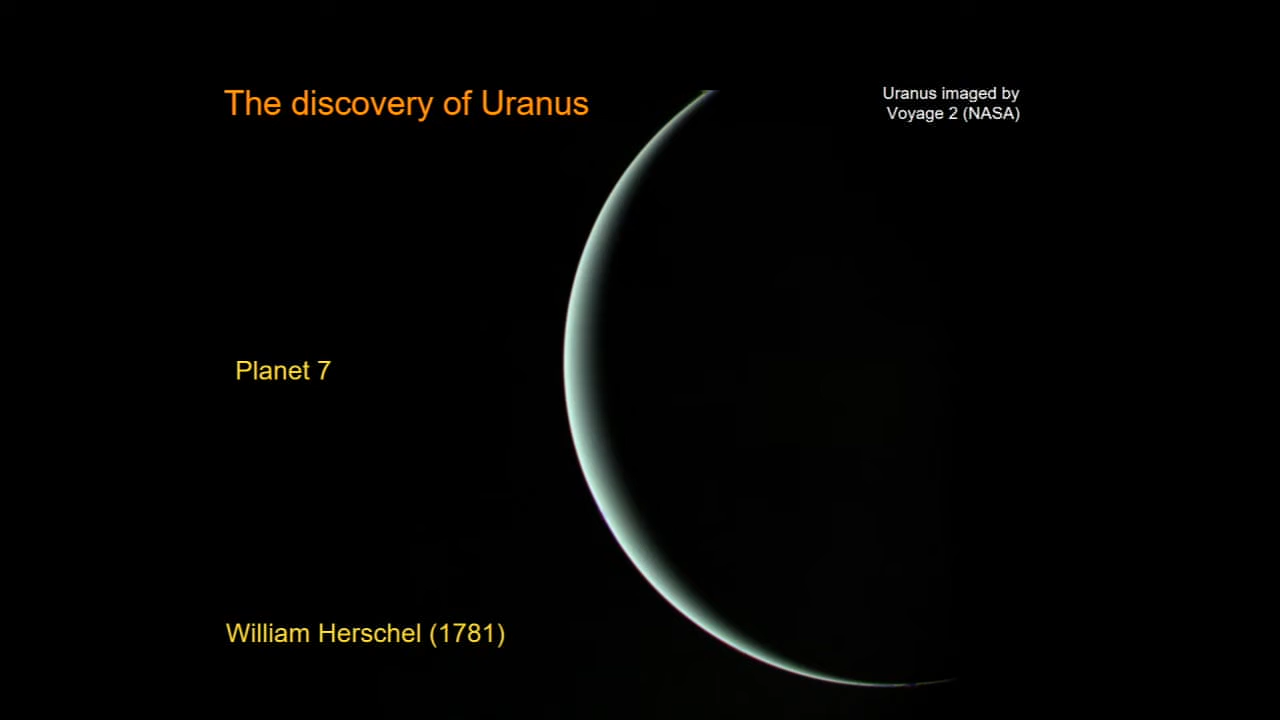 The discovery of Uranus
Uranus imaged by
Voyage 2 (NASA)
Planet 7
William Herschel (1781)